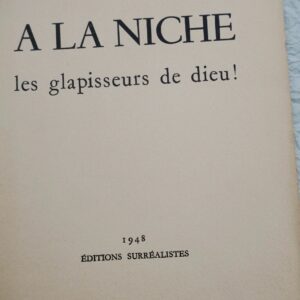 A LA NICHE
les glapisseurs de dieu!
1948
ÉDITIONS SURRÉALISTES